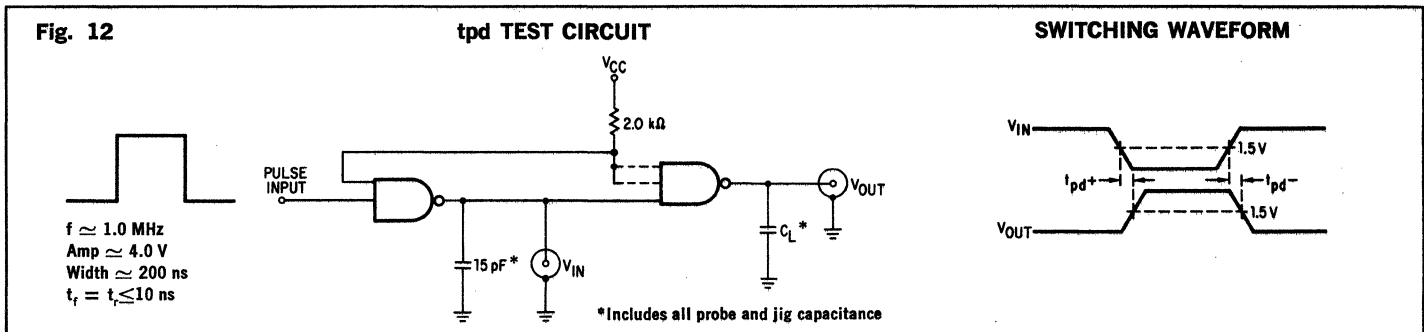 Fig. 12
tpd TEST CIRCUIT
SWITCHING WAVEFORM
VCC
2.0 kΩ
PULSE
INPUT
VOUT
CL*
15 pF*
VIN
*Includes all probe and jig capacitance
f ≃ 1.0 MHz
Amp ≃ 4.0 V
Width ≃ 200 ns
tf = tr ≤10 ns
VIN
1.5 V
tpd+
tpd−
1.5 V
VOUT